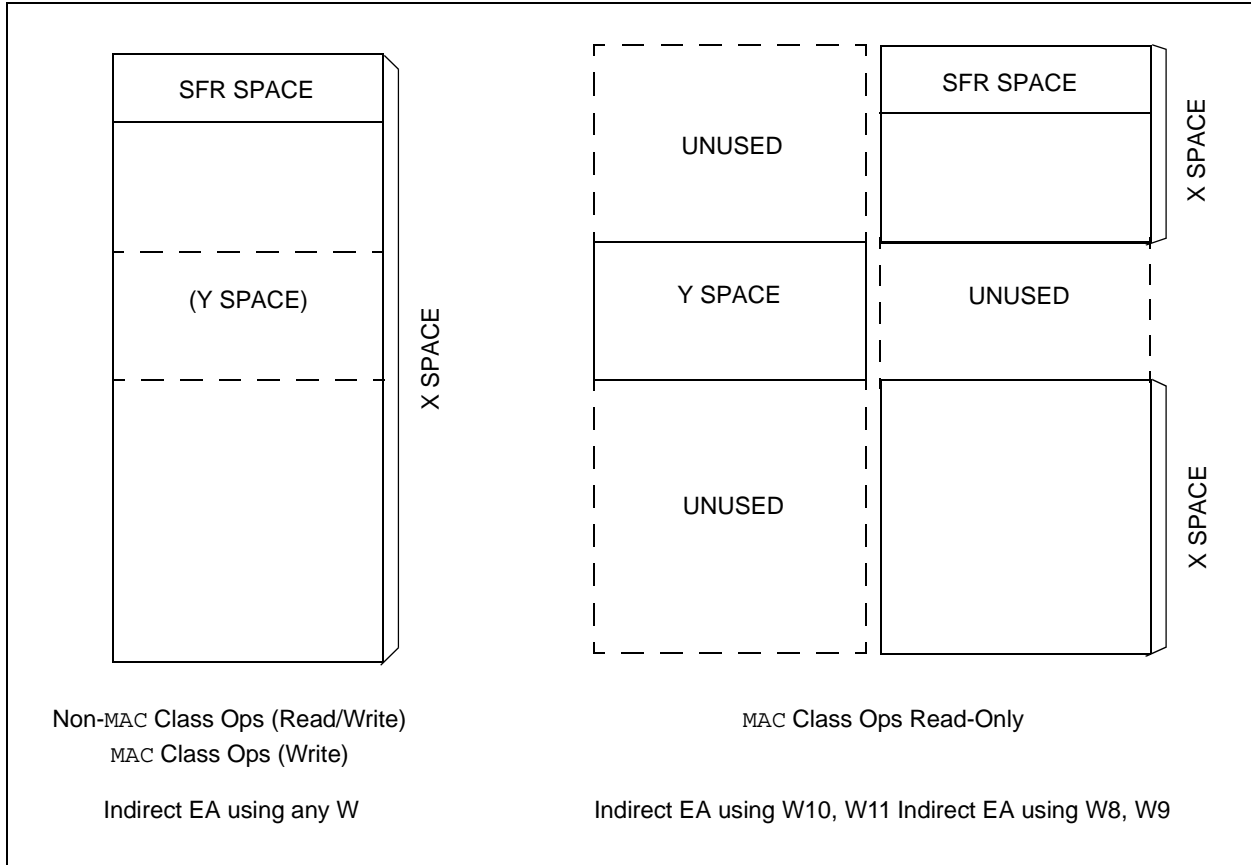 SFR SPACE
(Y SPACE)
X SPACE
Non-MAC Class Ops (Read/Write)
MAC Class Ops (Write)
Indirect EA using any W
UNUSED
Y SPACE
UNUSED
SFR SPACE
X SPACE
UNUSED
X SPACE
MAC Class Ops Read-Only
Indirect EA using W10, W11 Indirect EA using W8, W9